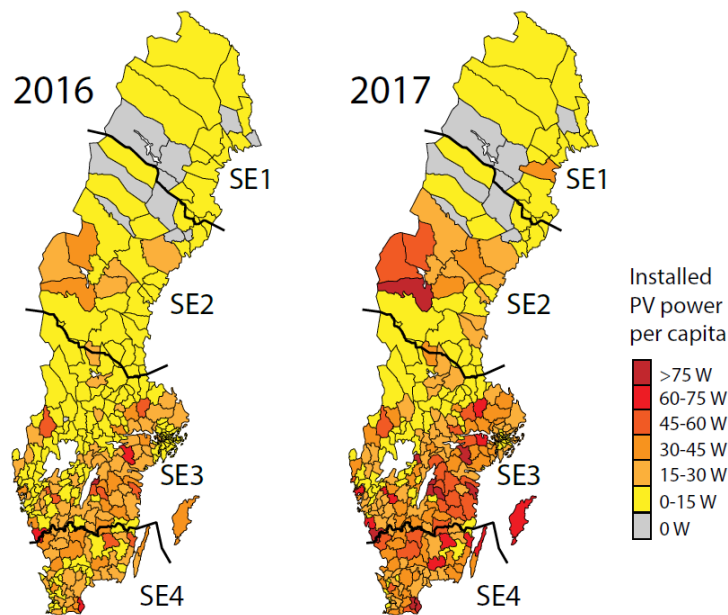 2016
2017
SE1
SE1
SE2
SE2
SE3
SE3
SE4
SE4
Installed
PV power
per capita
>75 W
60-75 W
45-60 W
30-45 W
15-30 W
0-15 W
0 W